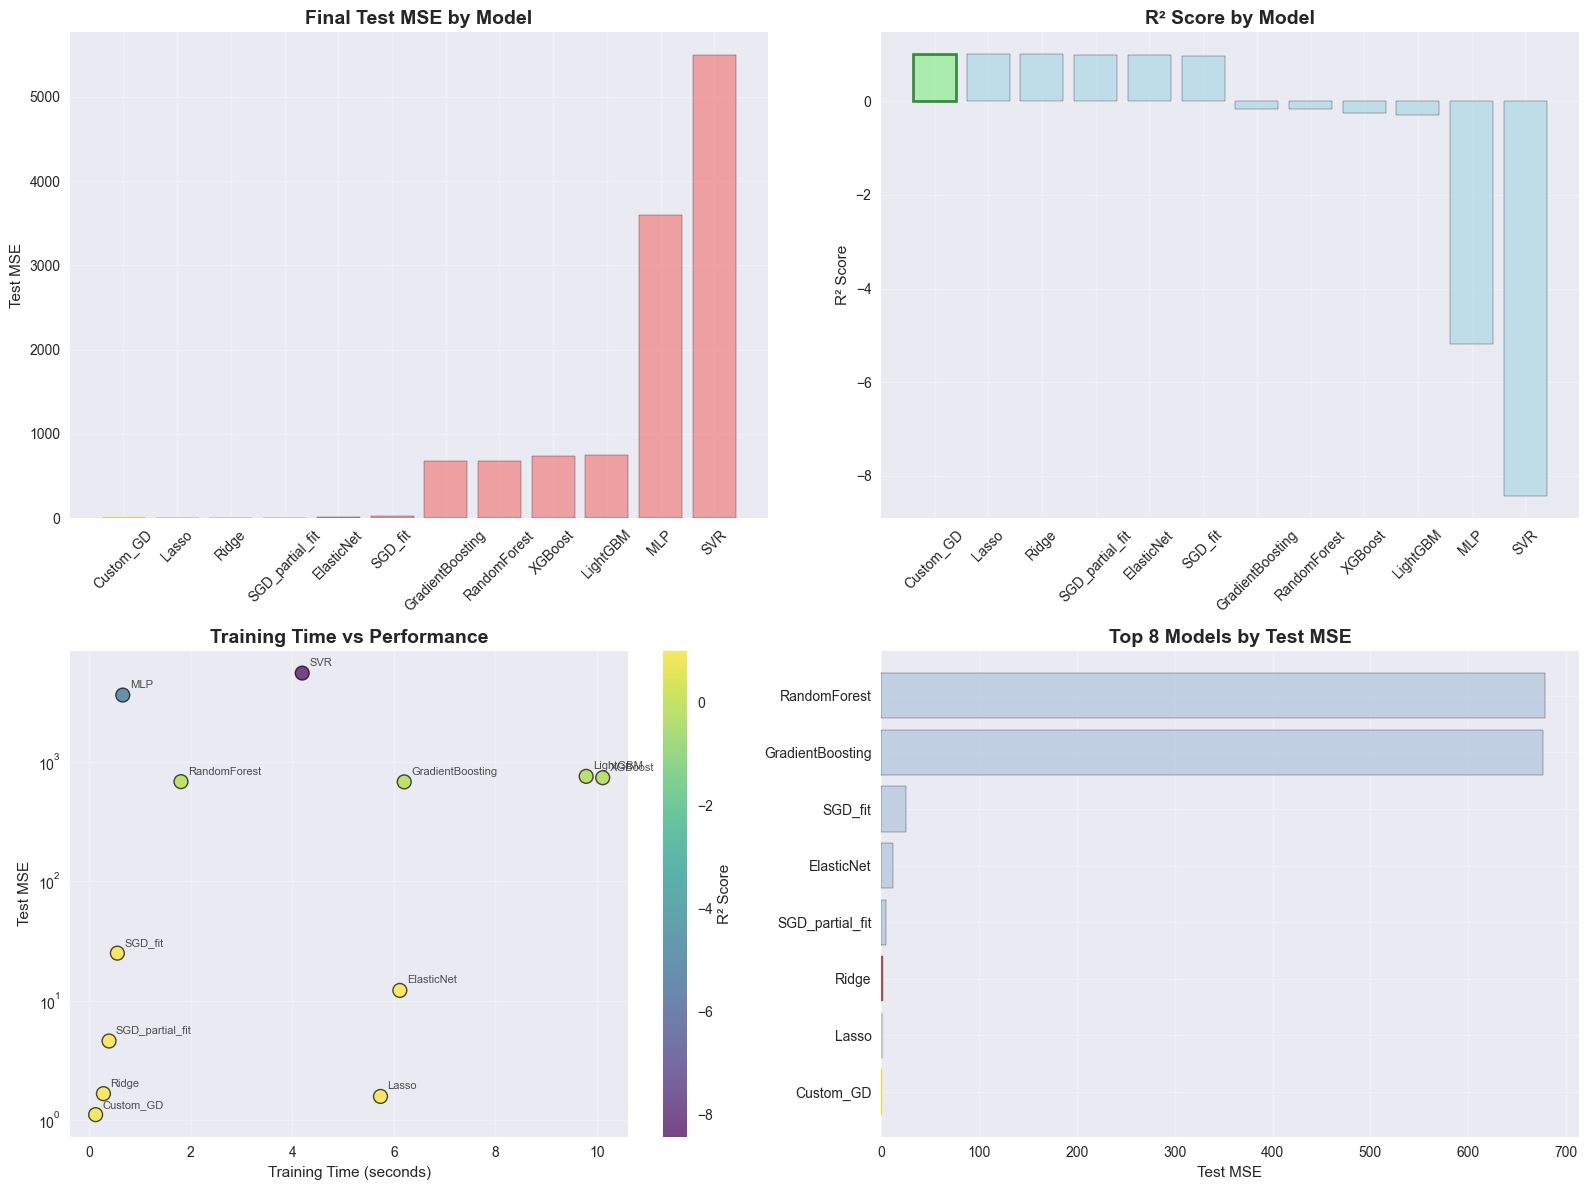 Final Test MSE by Model
Test MSE
5000
4000
3000
2000
1000
0
Custom_GD
Lasso
Ridge
SGD_partial_fit
ElasticNet
SGD_fit
GradientBoosting
RandomForest
XGBoost
LightGBM
MLP
SVR
R² Score by Model
R² Score
0
−2
−4
−6
−8
Custom_GD
Lasso
Ridge
SGD_partial_fit
ElasticNet
SGD_fit
GradientBoosting
RandomForest
XGBoost
LightGBM
MLP
SVR
Training Time vs Performance
Test MSE
10³
10²
10¹
10⁰
SVR
MLP
RandomForest
GradientBoosting
LightGBM
XGBoost
SGD_fit
ElasticNet
SGD_partial_fit
Ridge
Lasso
Custom_GD
0
2
4
6
8
10
Training Time (seconds)
0
−2
−4
−6
−8
R² Score
Top 8 Models by Test MSE
RandomForest
GradientBoosting
SGD_fit
ElasticNet
SGD_partial_fit
Ridge
Lasso
Custom_GD
0
100
200
300
400
500
600
700
Test MSE